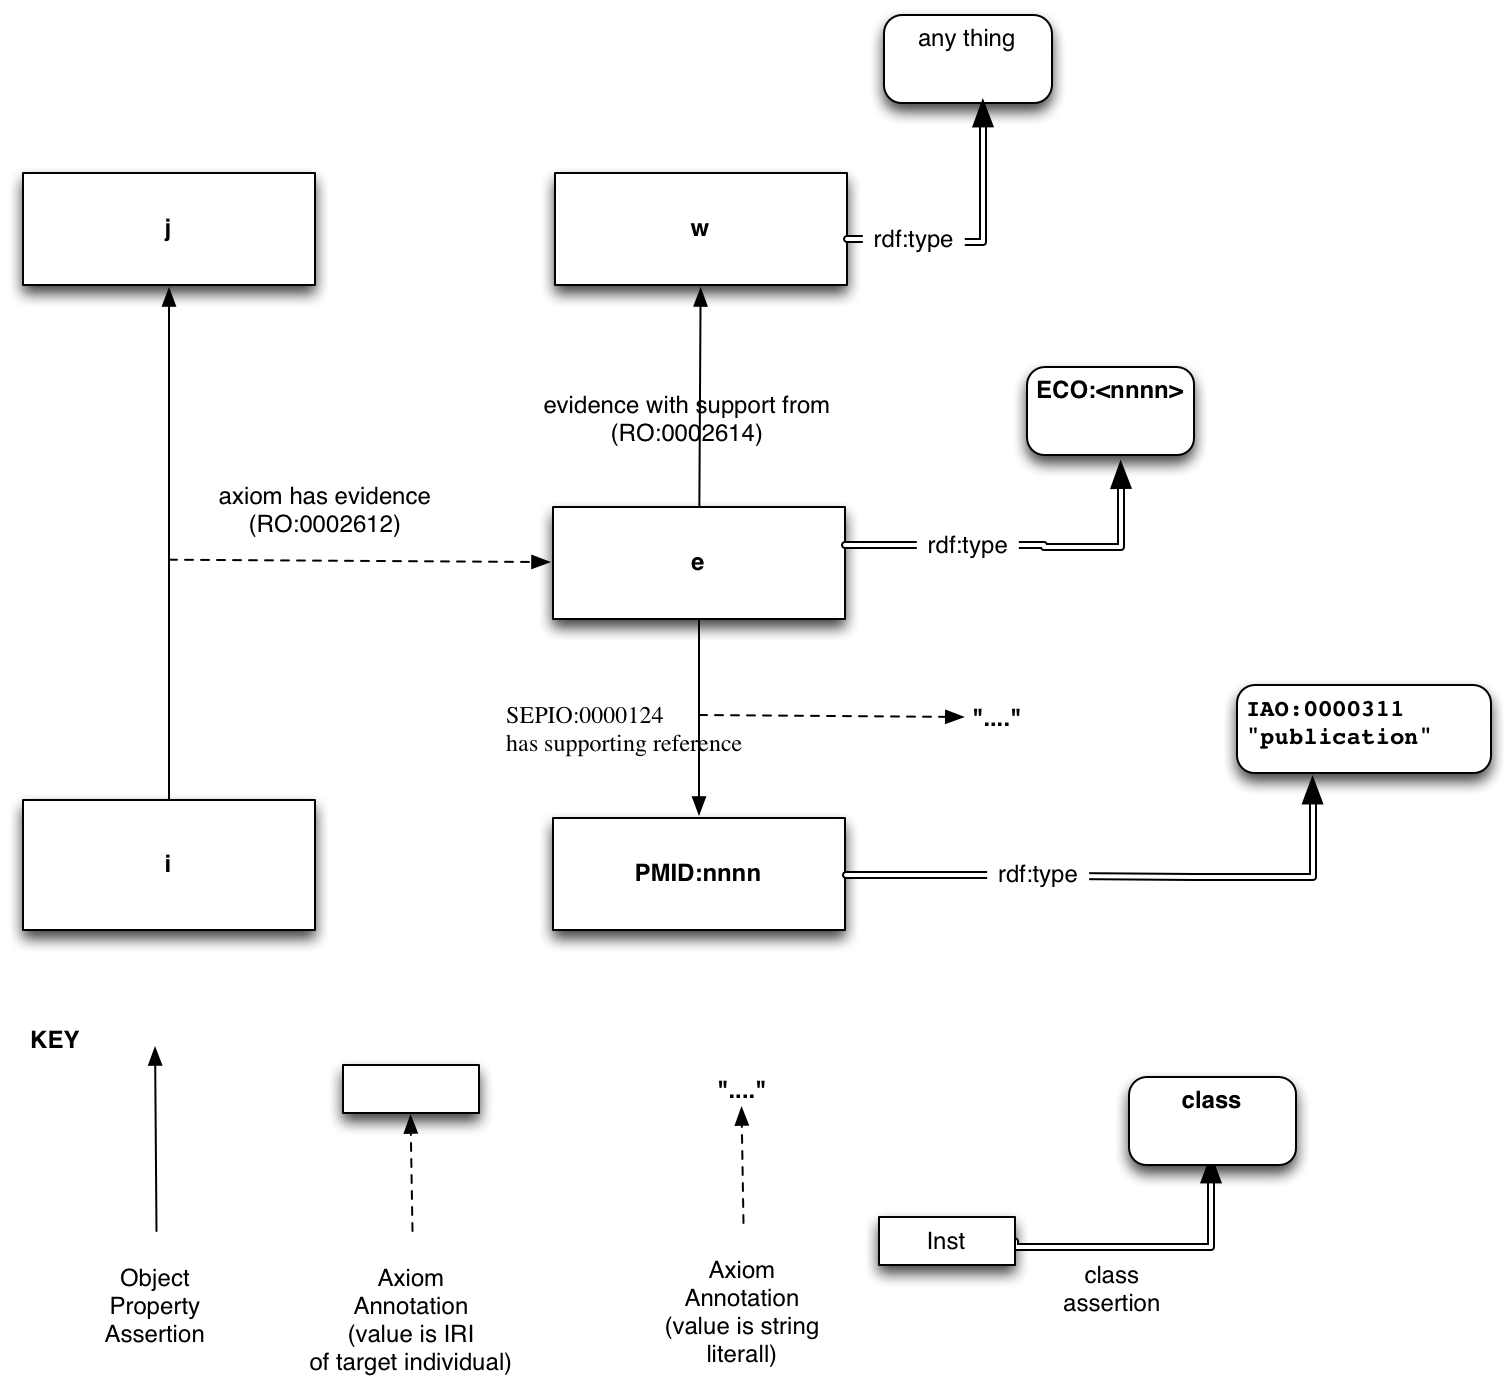 any thing
j
w
rdf:type
evidence with support from
(RO:0002614)
ECO:<nnnn>
axiom has evidence
(RO:0002612)
rdf:type
e
SEPIO:0000124
has supporting reference
"...."
IAO:0000311
"publication"
i
PMID:nnnn
rdf:type
KEY
"...."
class
Inst
class
assertion
Object
Property
Assertion
Axiom
Annotation
(value is IRI
of target individual)
Axiom
Annotation
(value is string
literall)